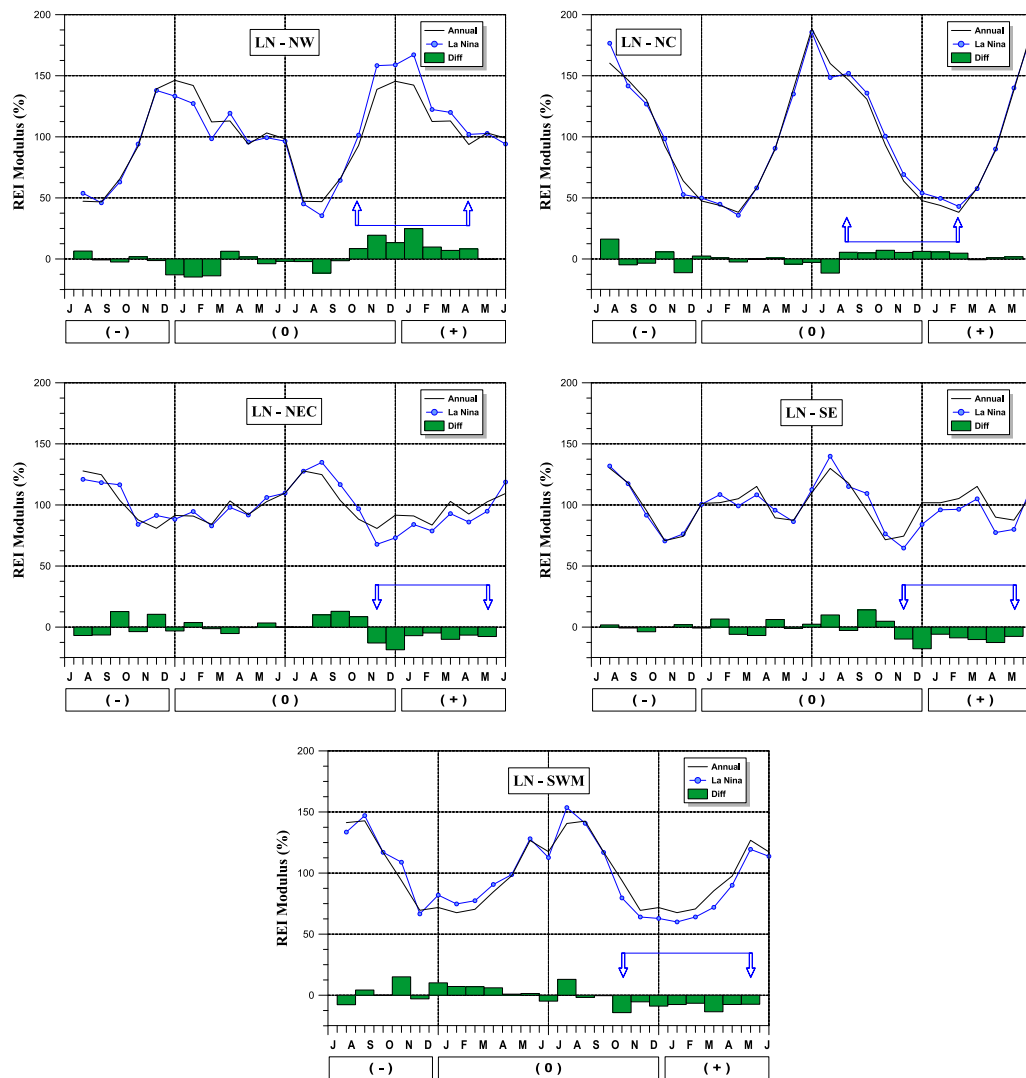 200
150
100
50
0
REI Modulus (%)
LN - NW
Annual
La Nina
Diff
J A S O N D J F M A M J J A S O N D J F M A M J
( - ) ( 0 ) ( + )
200
150
100
50
0
REI Modulus (%)
LN - NC
Annual
La Nina
Diff
J A S O N D J F M A M J J A S O N D J F M A M J
( - ) ( 0 ) ( + )
200
150
100
50
0
REI Modulus (%)
LN - NEC
Annual
La Nina
Diff
J A S O N D J F M A M J J A S O N D J F M A M J
( - ) ( 0 ) ( + )
200
150
100
50
0
REI Modulus (%)
LN - SE
Annual
La Nina
Diff
J A S O N D J F M A M J J A S O N D J F M A M J
( - ) ( 0 ) ( + )
200
150
100
50
0
REI Modulus (%)
LN - SWM
Annual
La Nina
Diff
J A S O N D J F M A M J J A S O N D J F M A M J
( - ) ( 0 ) ( + )